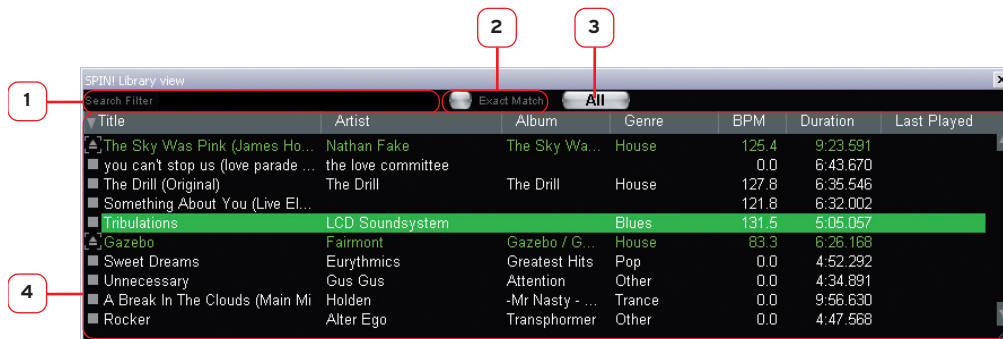 2
3
SPIN! Library view
1
Search Filter
Exact Match
All
Title Artist Album Genre BPM Duration Last Played
The Sky Was Pink (James Ho... Nathan Fake The Sky Wa... House 125.4 9:23.591
you can't stop us (love parade ... the love committee 0.0 6:43.670
The Drill (Original) The Drill The Drill House 127.8 6:35.546
Something About You (Live El... 121.8 6:32.002
Tribulations LCD Soundsystem Blues 131.5 5:05.057
Gazebo Fairmont Gazebo / G... House 83.3 6:26.168
Sweet Dreams Eurythmics Greatest Hits Pop 0.0 4:52.292
4
Unnecessary Gus Gus Attention Other 0.0 4:34.891
A Break In The Clouds (Main Mi Holden -Mr Nasty - ... Trance 0.0 9:56.630
Rocker Alter Ego Transphormer Other 0.0 4:47.568